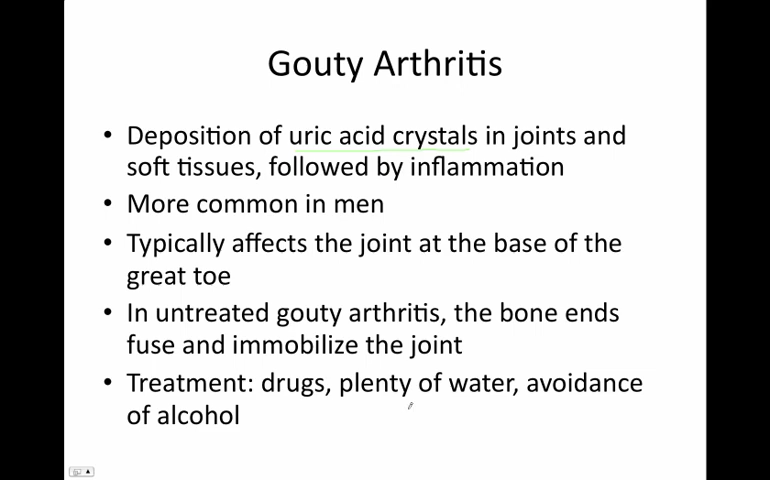 Gouty Arthritis
• Deposition of uric acid crystals in joints and
soft tissues, followed by inflammation
• More common in men
• Typically affects the joint at the base of the
great toe
• In untreated gouty arthritis, the bone ends
fuse and immobilize the joint
• Treatment: drugs, plenty of water, avoidance
of alcohol